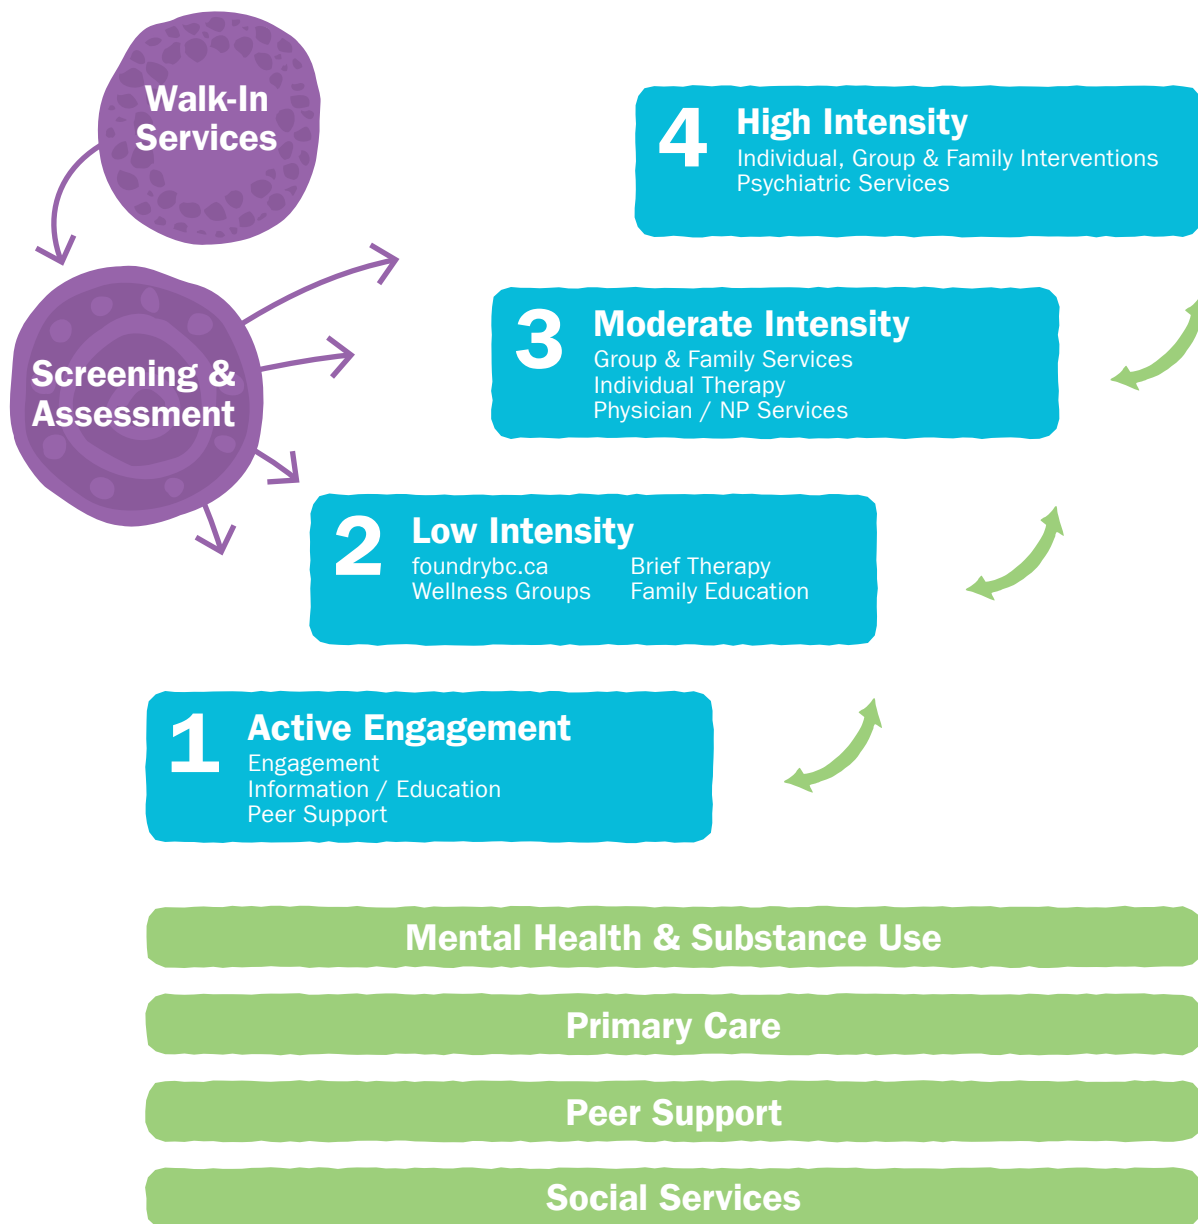 Walk-In
Services
Screening &
Assessment
4
High Intensity
Individual, Group & Family Interventions
Psychiatric Services
3
Moderate Intensity
Group & Family Services
Individual Therapy
Physician / NP Services
2
Low Intensity
foundrybc.ca
Wellness Groups
Brief Therapy
Family Education
1
Active Engagement
Engagement
Information / Education
Peer Support
Mental Health & Substance Use
Primary Care
Peer Support
Social Services